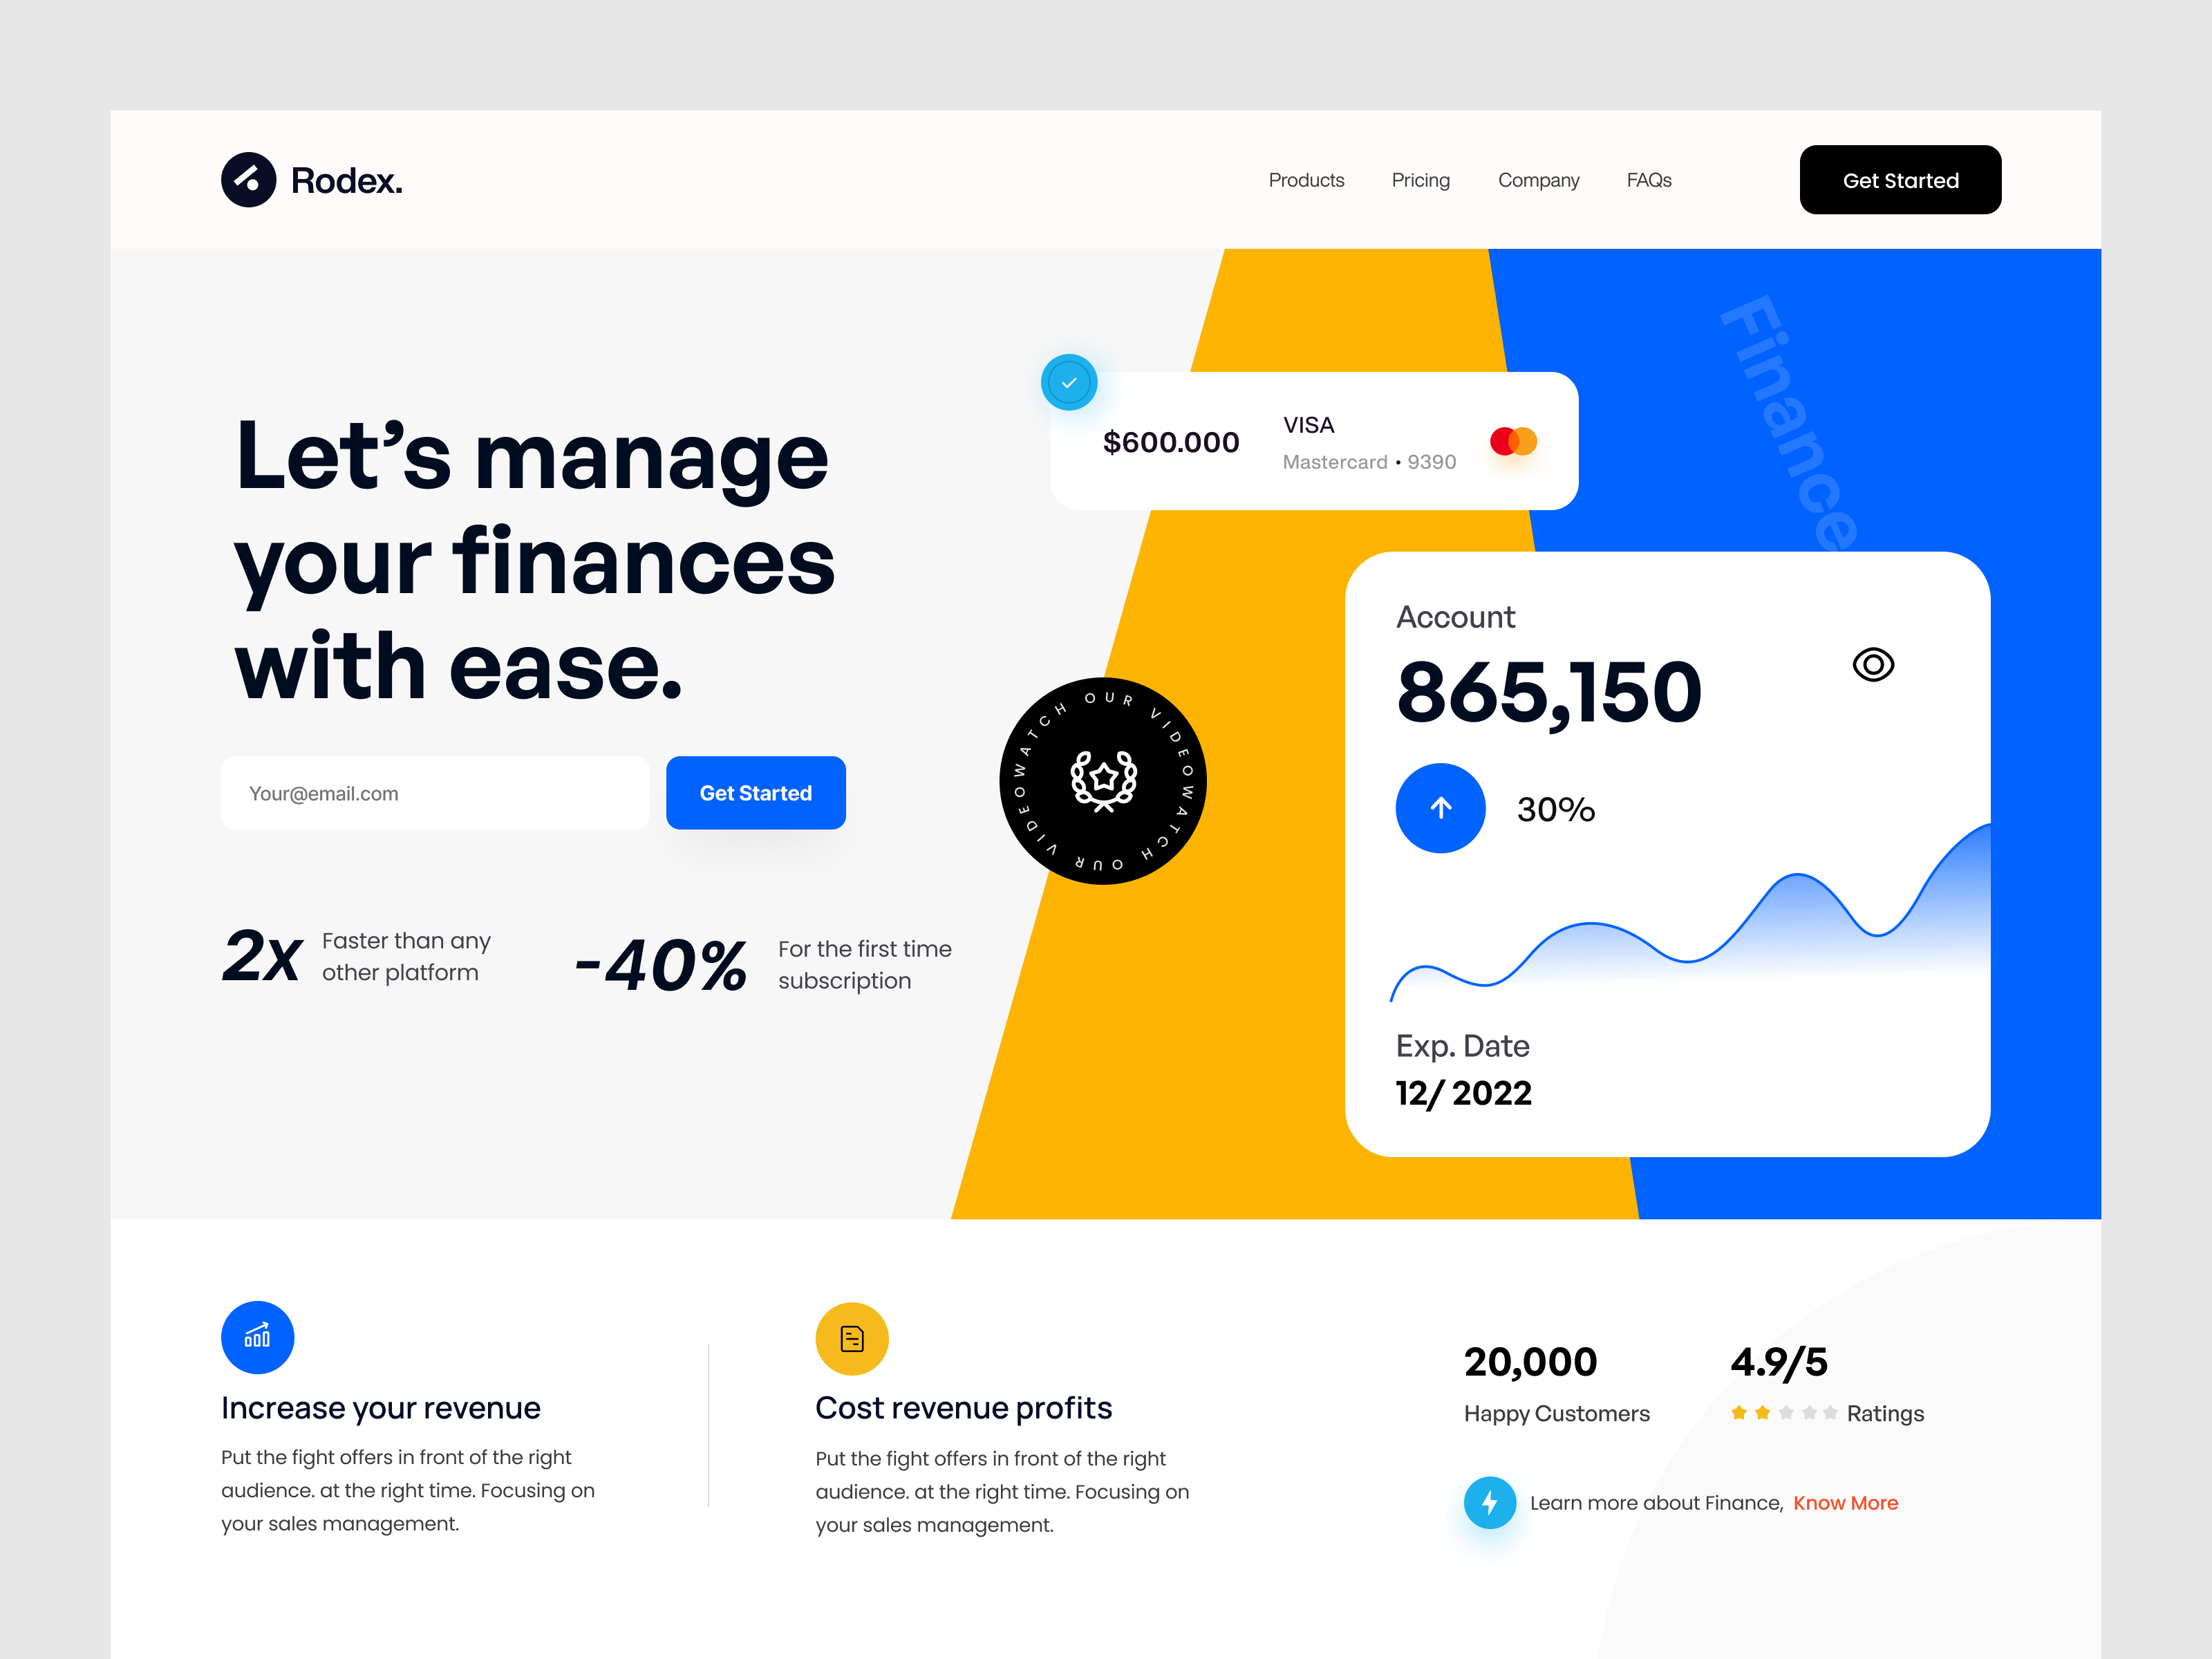 Rodex.
Products
Pricing
Company
FAQs
Get Started
Finance
Let’s manage
your finances
with ease.
Your@email.com
Get Started
2x
Faster than any
other platform
-40%
For the first time
subscription
$600.000
VISA
Mastercard • 9390
WATCH OUR VIDEO WATCH OUR VIDEO
Account
865,150
30%
Exp. Date
12/ 2022
Increase your revenue
Put the fight offers in front of the right
audience. at the right time. Focusing on
your sales management.
Cost revenue profits
Put the fight offers in front of the right
audience. at the right time. Focusing on
your sales management.
20,000
Happy Customers
4.9/5
Ratings
Learn more about Finance, Know More